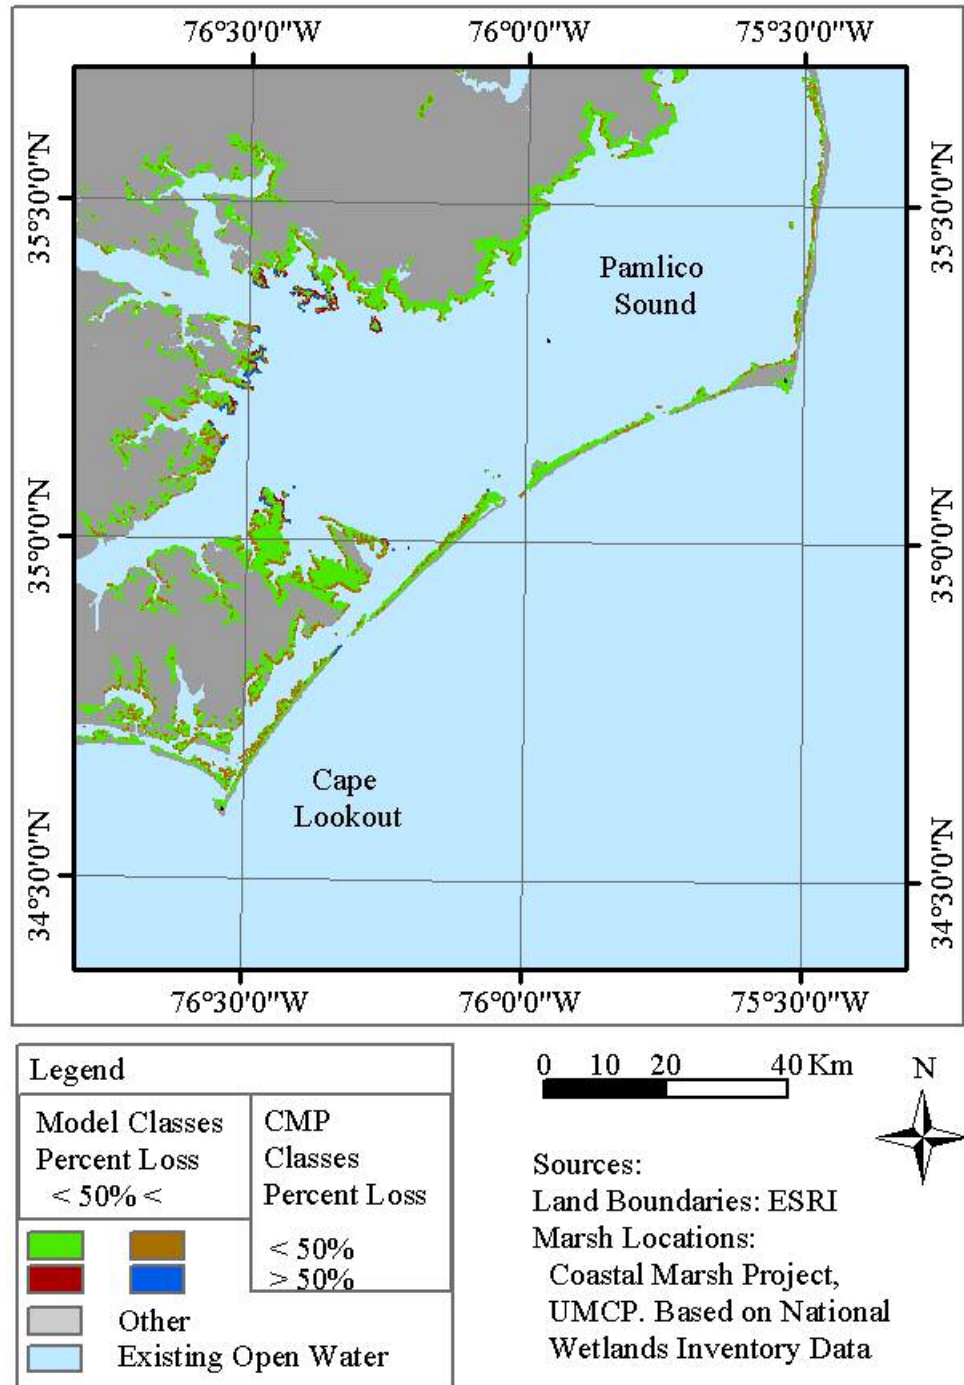 76°30'0"W 76°0'0"W 75°30'0"W
35°30'0"N 35°30'0"N
Pamlico
Sound
35°0'0"N 35°0'0"N
Cape
Lookout
34°30'0"N 34°30'0"N
76°30'0"W 76°0'0"W 75°30'0"W
Legend
Model Classes
Percent Loss
< 50% <
CMP
Classes
Percent Loss
< 50%
> 50%
Other
Existing Open Water
0 10 20 40 Km
N
Sources:
Land Boundaries: ESRI
Marsh Locations:
Coastal Marsh Project,
UMCP. Based on National
Wetlands Inventory Data